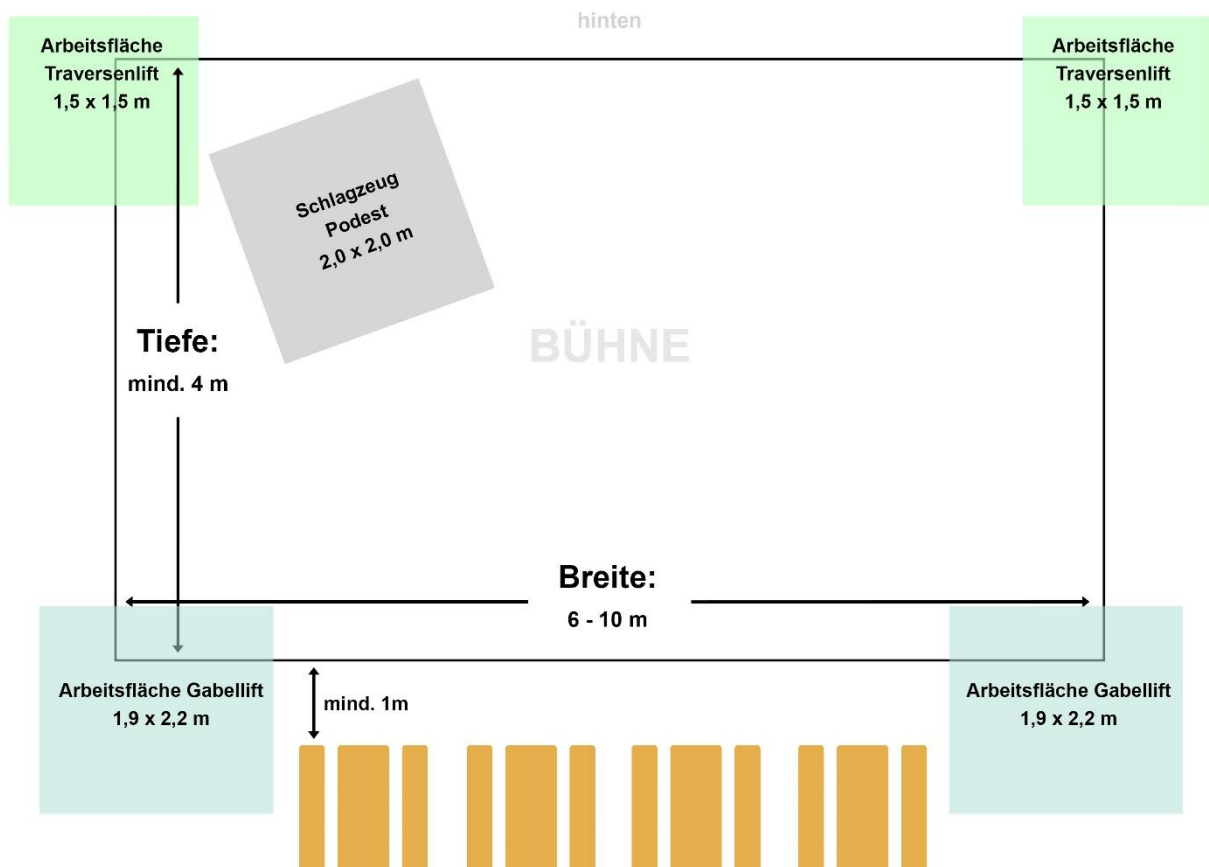 hinten
Arbeitsfläche
Traversenlift
1,5 x 1,5 m
Arbeitsfläche
Traversenlift
1,5 x 1,5 m
Schlagzeug
Podest
2,0 x 2,0 m
BÜHNE
Tiefe:
mind. 4 m
Breite:
6 - 10 m
Arbeitsfläche Gabellift
1,9 x 2,2 m
mind. 1m
Arbeitsfläche Gabellift
1,9 x 2,2 m